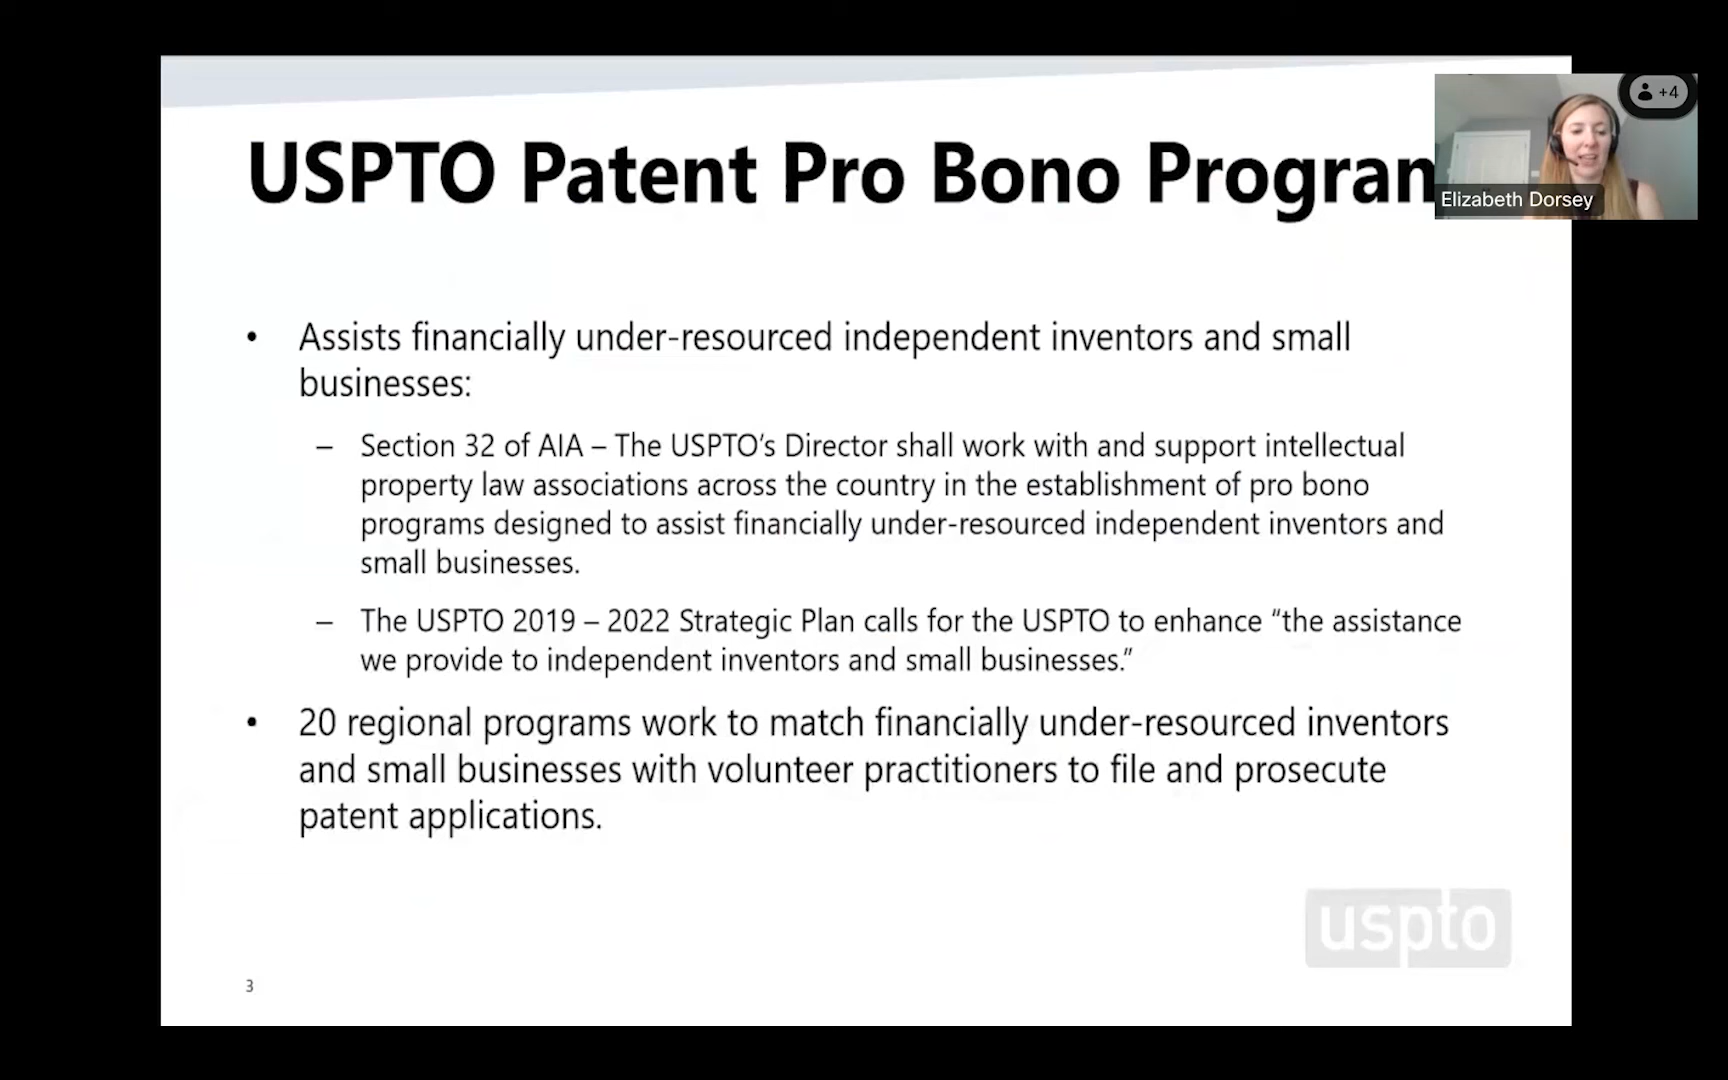 USPTO Patent Pro Bono Progran
+4
Elizabeth Dorsey
• Assists financially under-resourced independent inventors and small
businesses:
– Section 32 of AIA – The USPTO’s Director shall work with and support intellectual
property law associations across the country in the establishment of pro bono
programs designed to assist financially under-resourced independent inventors and
small businesses.
– The USPTO 2019 – 2022 Strategic Plan calls for the USPTO to enhance “the assistance
we provide to independent inventors and small businesses.”
• 20 regional programs work to match financially under-resourced inventors
and small businesses with volunteer practitioners to file and prosecute
patent applications.
uspto
3